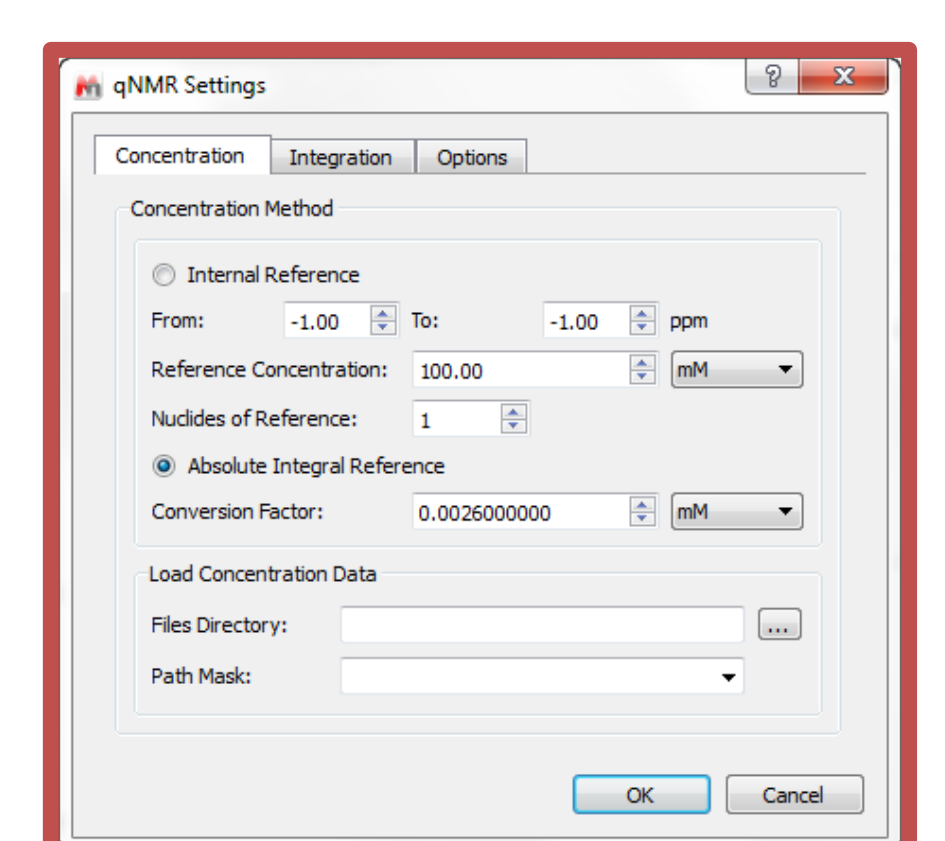 qNMR Settings
Concentration Integration Options
Concentration Method
Internal Reference
From: -1.00 To: -1.00 ppm
Reference Concentration: 100.00 mM
Nuclides of Reference: 1
Absolute Integral Reference
Conversion Factor: 0.0026000000 mM
Load Concentration Data
Files Directory: ...
Path Mask:
OK Cancel